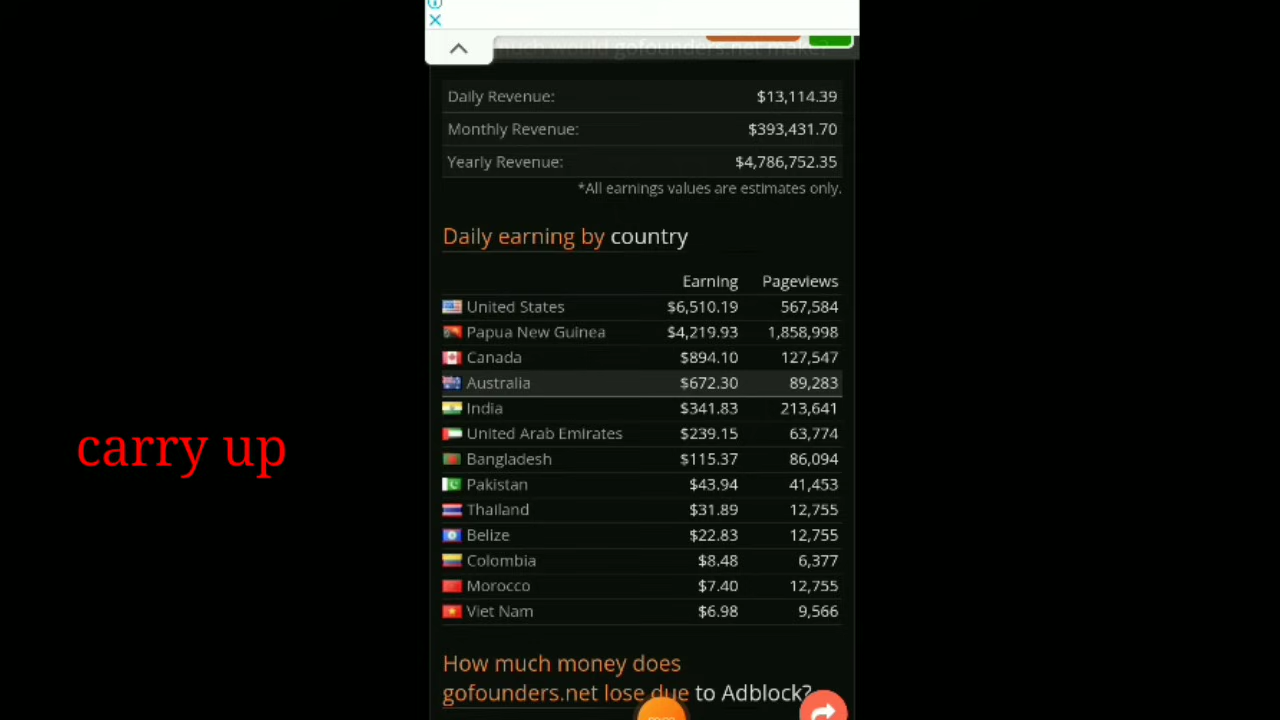 much would gofounders.net make?
Daily Revenue: $13,114.39
Monthly Revenue: $393,431.70
Yearly Revenue: $4,786,752.35
*All earnings values are estimates only.
Daily earning by country
Earning Pageviews
United States $6,510.19 567,584
Papua New Guinea $4,219.93 1,858,998
Canada $894.10 127,547
Australia $672.30 89,283
India $341.83 213,641
United Arab Emirates $239.15 63,774
Bangladesh $115.37 86,094
Pakistan $43.94 41,453
Thailand $31.89 12,755
Belize $22.83 12,755
Colombia $8.48 6,377
Morocco $7.40 12,755
Viet Nam $6.98 9,566
How much money does
gofounders.net lose due to Adblock?
carry up